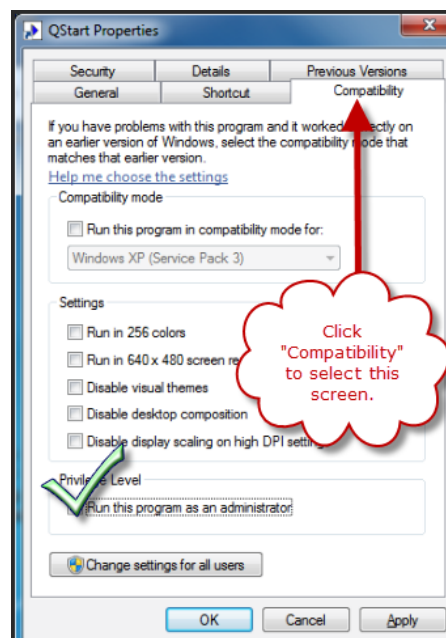 QStart Properties
Security Details Previous Versions
General Shortcut Compatibility
If you have problems with this program and it worked correctly on
an earlier version of Windows, select the compatibility mode that
matches that earlier version.
Help me choose the settings
Compatibility mode
Run this program in compatibility mode for:
Windows XP (Service Pack 3)
Settings
Run in 256 colors
Run in 640 x 480 screen
Disable visual themes
Disable desktop composition
Disable display scaling on high DPI
Click
"Compatibility"
to select this
screen.
Privilege Level
Run this program as an administrator
Change settings for all users
OK Cancel Apply